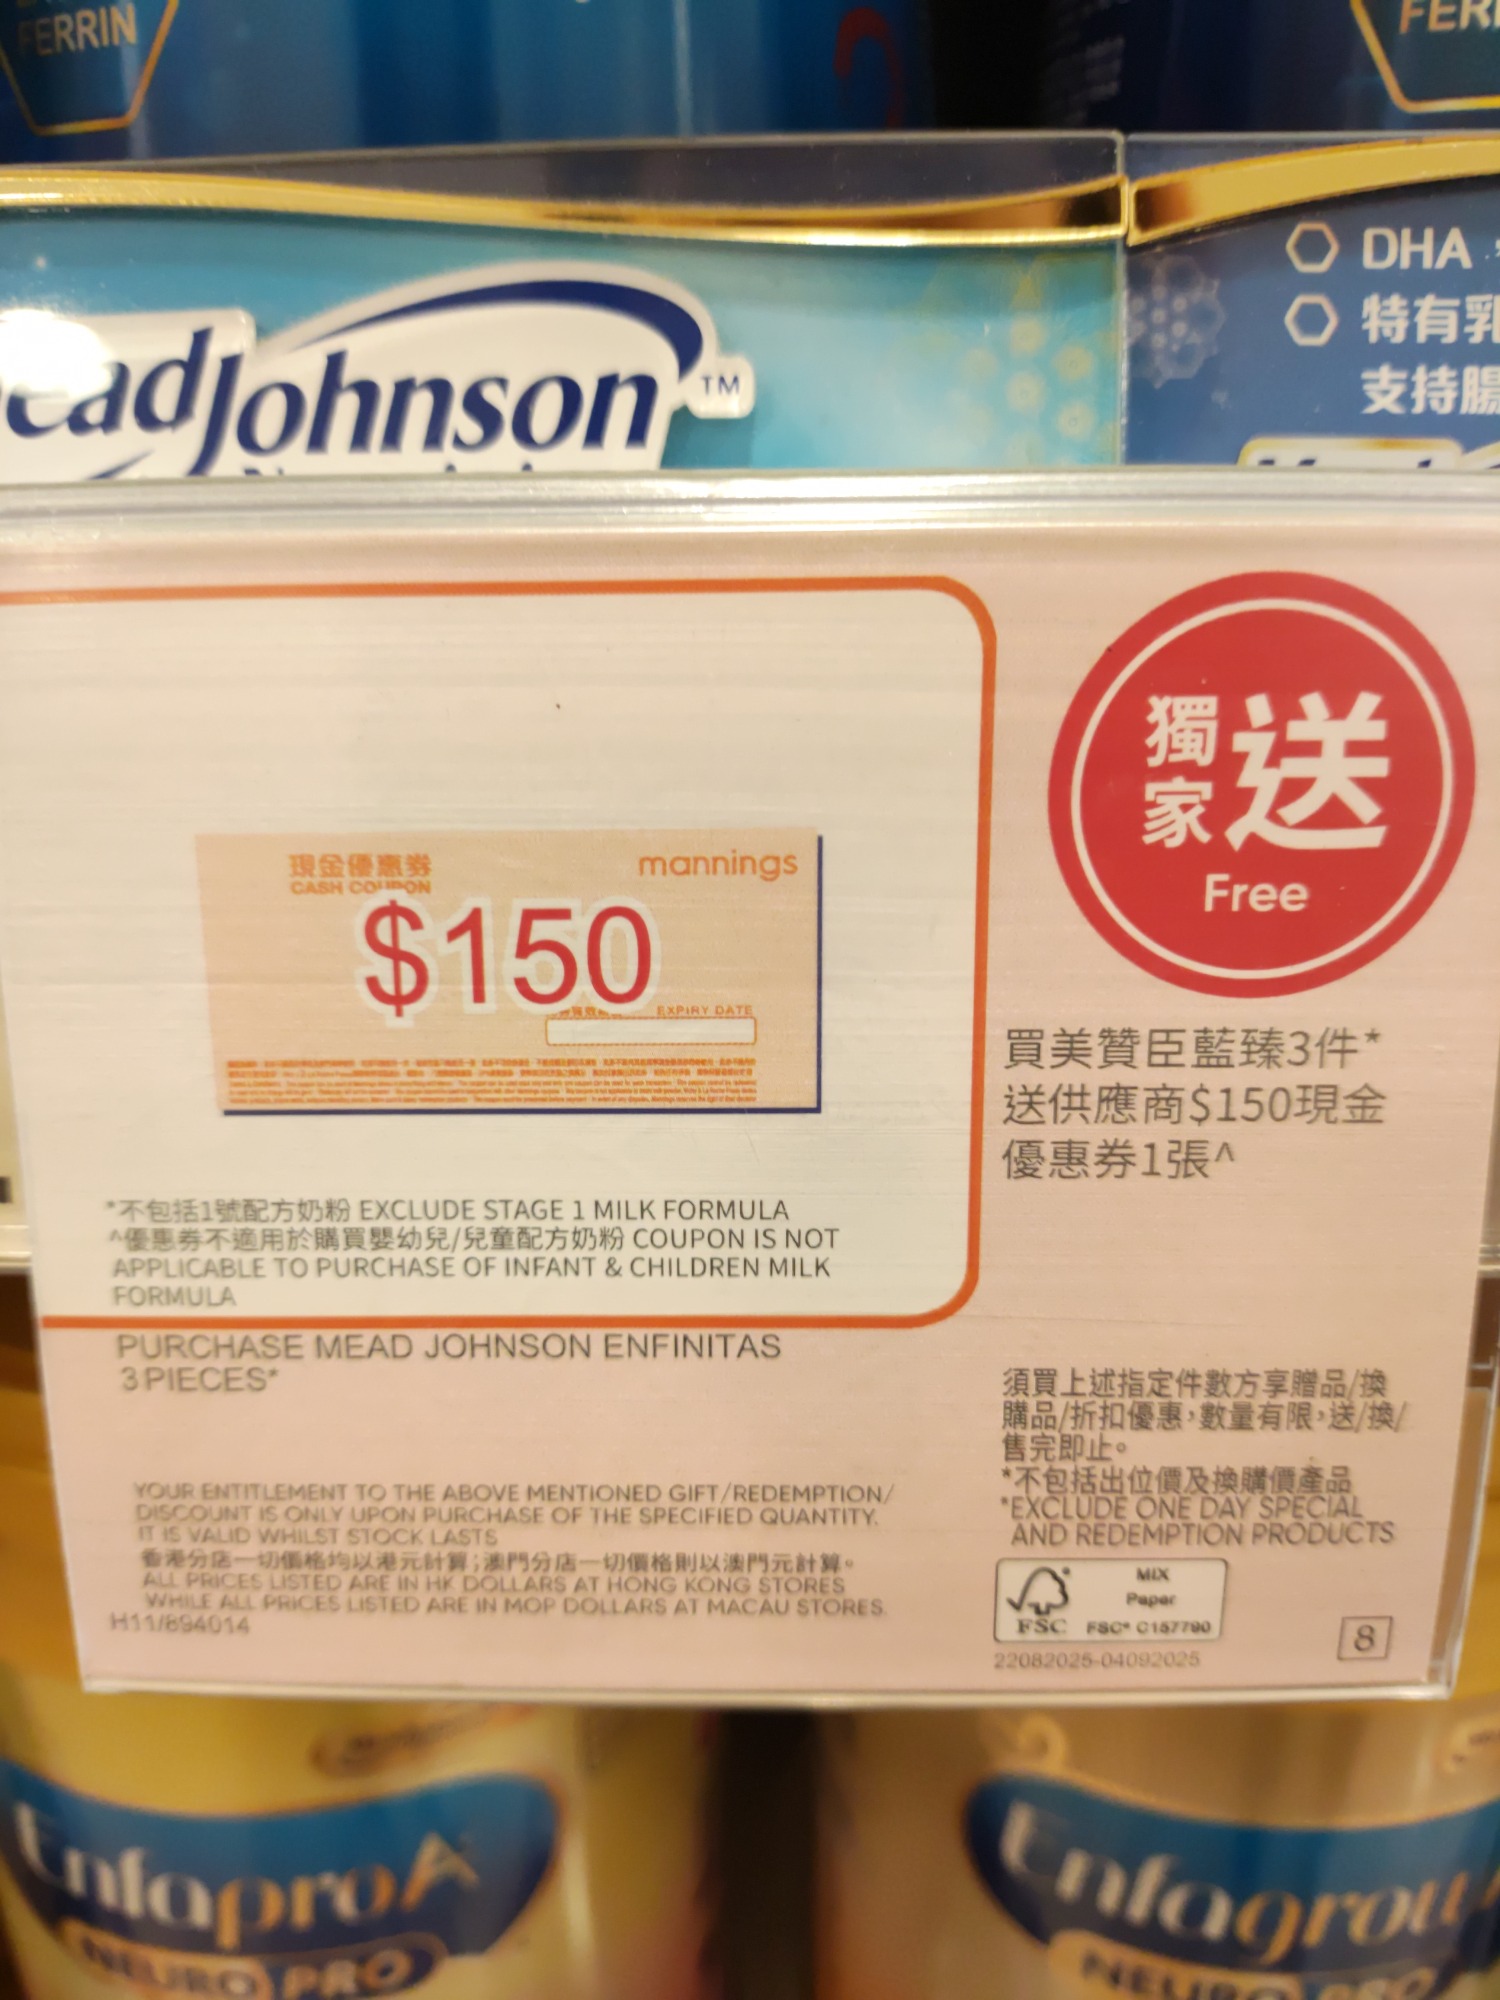 FERRIN
DHA
特有乳
支持腸
eadJohnson™
獨家送
Free
現金優惠券
CASH COUPON
mannings
$150
EXPIRY DATE
買美贊臣藍臻3件*
送供應商$150現金
優惠券1張^
*不包括1號配方奶粉 EXCLUDE STAGE 1 MILK FORMULA
^優惠券不適用於購買嬰幼兒/兒童配方奶粉 COUPON IS NOT
APPLICABLE TO PURCHASE OF INFANT & CHILDREN MILK
FORMULA
PURCHASE MEAD JOHNSON ENFINITAS
3 PIECES*
須買上述指定件數方享贈品/換
購品/折扣優惠，數量有限，送/換/
售完即止。
*不包括出位價及換購價產品
*EXCLUDE ONE DAY SPECIAL
AND REDEMPTION PRODUCTS
YOUR ENTITLEMENT TO THE ABOVE MENTIONED GIFT/REDEMPTION/
DISCOUNT IS ONLY UPON PURCHASE OF THE SPECIFIED QUANTITY.
IT IS VALID WHILST STOCK LASTS
香港分店一切價格均以港元計算；澳門分店一切價格則以澳門元計算。
ALL PRICES LISTED ARE IN HK DOLLARS AT HONG KONG STORES
WHILE ALL PRICES LISTED ARE IN MOP DOLLARS AT MACAU STORES.
H11/894014
MIX
Paper
FSC FSC® C157790
22082025-04092025
8
EnfaproA
NEURO PRO
Enfagrow
NEURO PRO